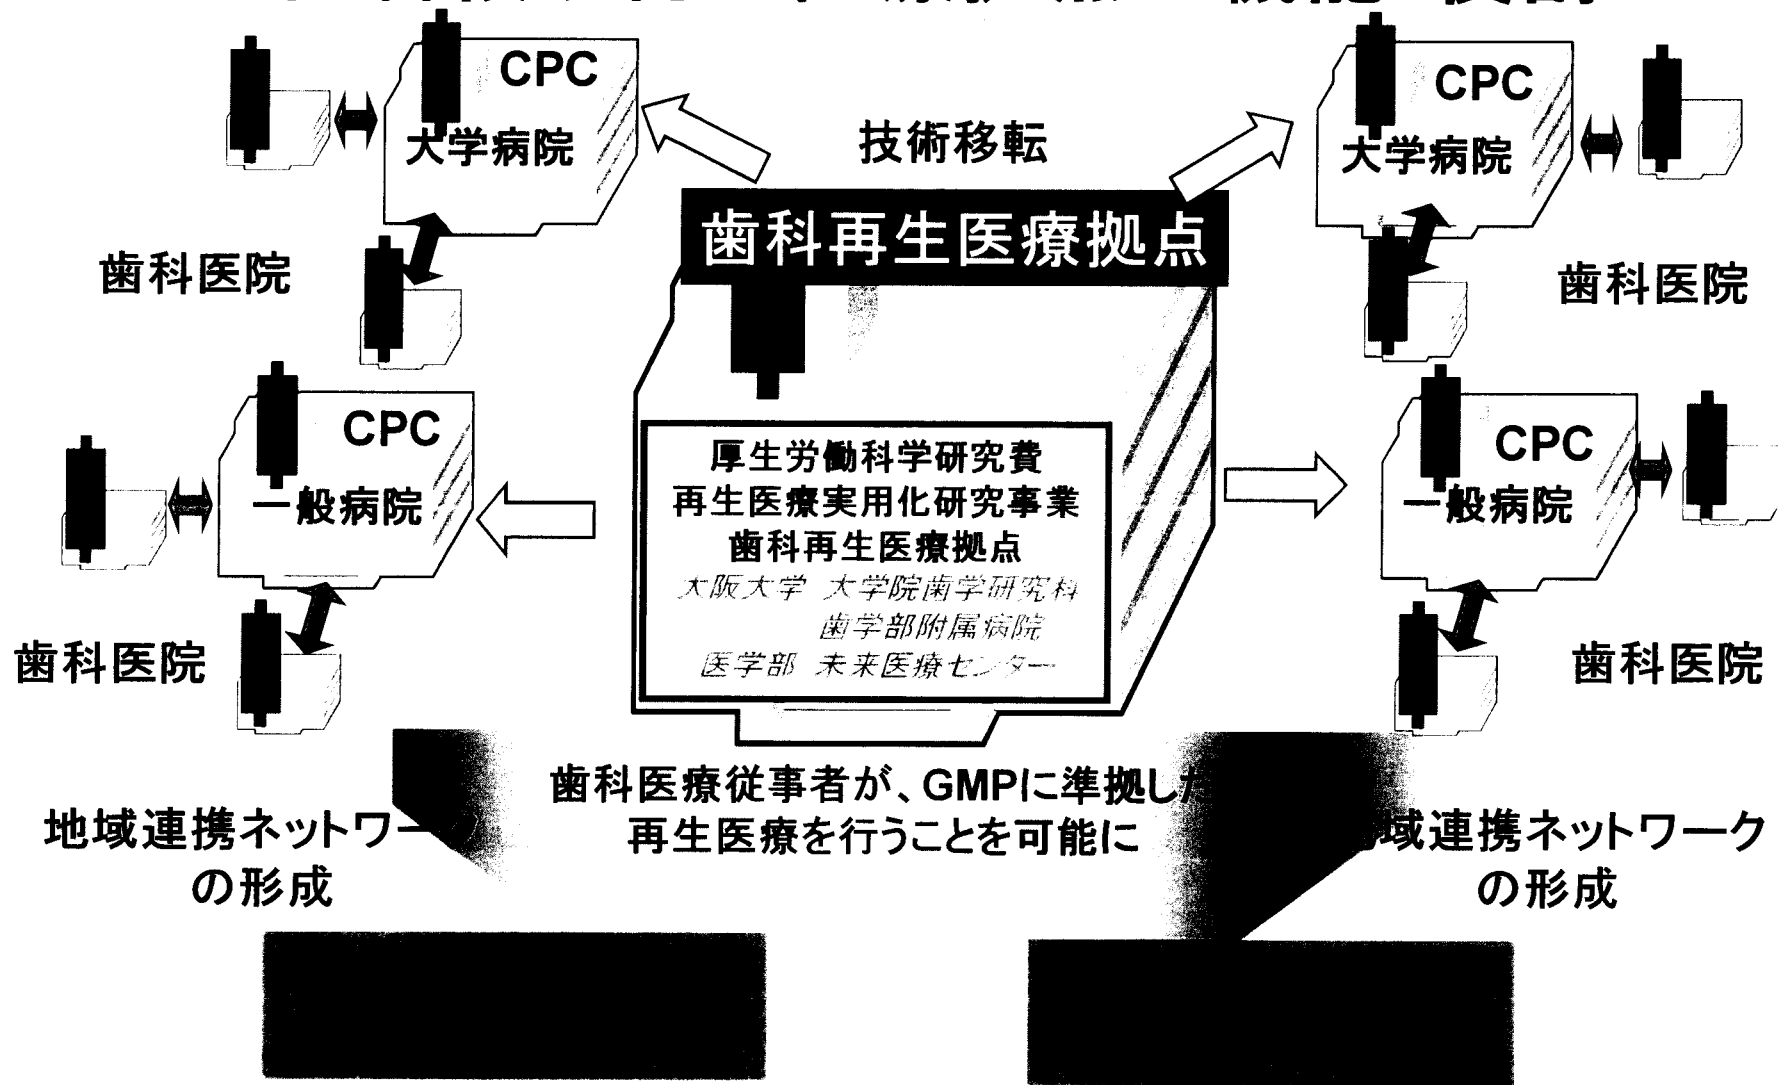 CPC
大学病院
技術移転
CPC
大学病院
歯科再生医療拠点
歯科医院
歯科医院
CPC
一般病院
厚生労働科学研究費
再生医療実用化研究事業
歯科再生医療拠点
大阪大学 大学院歯学研究科
歯学部附属病院
医学部 未来医療センター
CPC
一般病院
歯科医院
歯科医院
歯科医療従事者が、GMPに準拠した
再生医療を行うことを可能に
地域連携ネットワーク
の形成
域連携ネットワーク
の形成